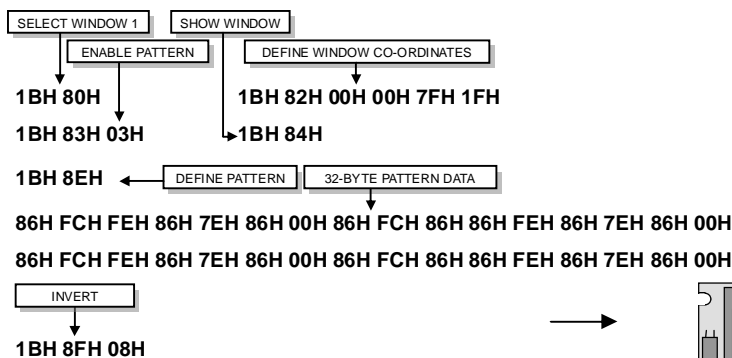 SELECT WINDOW 1 SHOW WINDOW
ENABLE PATTERN DEFINE WINDOW CO-ORDINATES
1BH 80H 1BH 82H 00H 00H 7FH 1FH
1BH 83H 03H 1BH 84H
1BH 8EH DEFINE PATTERN 32-BYTE PATTERN DATA
86H FCH FEH 86H 7EH 86H 00H 86H FCH 86H 86H FEH 86H 7EH 86H 00H
86H FCH FEH 86H 7EH 86H 00H 86H FCH 86H 86H FEH 86H 7EH 86H 00H
INVERT
1BH 8FH 08H